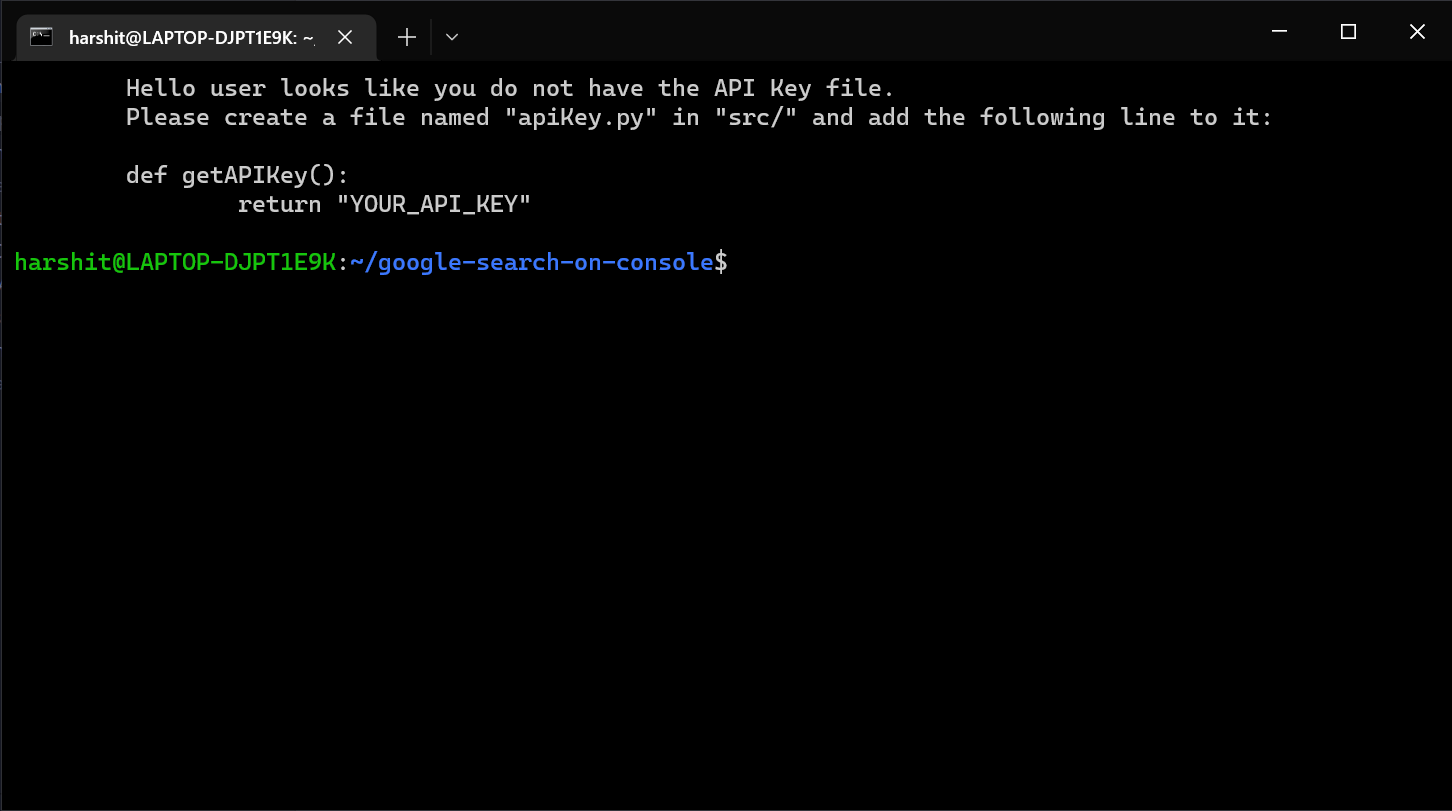 harshit@LAPTOP-DJPT1E9K: ~
Hello user looks like you do not have the API Key file.
Please create a file named "apiKey.py" in "src/" and add the following line to it:
def getAPIKey():
return "YOUR_API_KEY"
harshit@LAPTOP-DJPT1E9K:~/google-search-on-console$